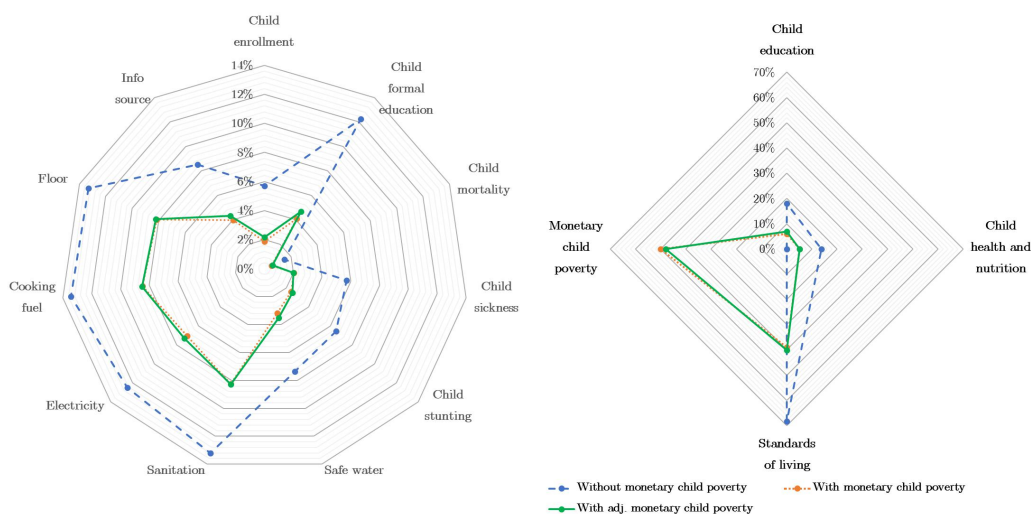 Child
enrollment
Child
formal
education
Child
mortality
Child
sickness
Child
stunting
Safe water
Sanitation
Electricity
Cooking
fuel
Floor
Info
source
14%
12%
10%
8%
6%
4%
2%
0%
Child
education
70%
60%
50%
40%
30%
20%
10%
0%
Monetary
child
poverty
Child
health and
nutrition
Standards
of living
Without monetary child poverty
With monetary child poverty
With adj. monetary child poverty